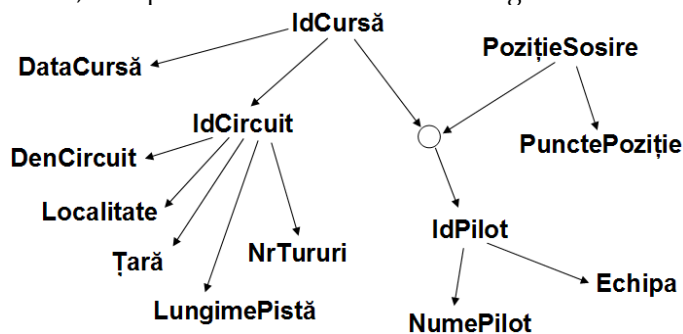 IdCursă
PozițieSosire
DataCursă
IdCircuit
DenCircuit
PunctePoziție
Localitate
IdPilot
Țară
NrTururi
Echipa
LungimePistă
NumePilot